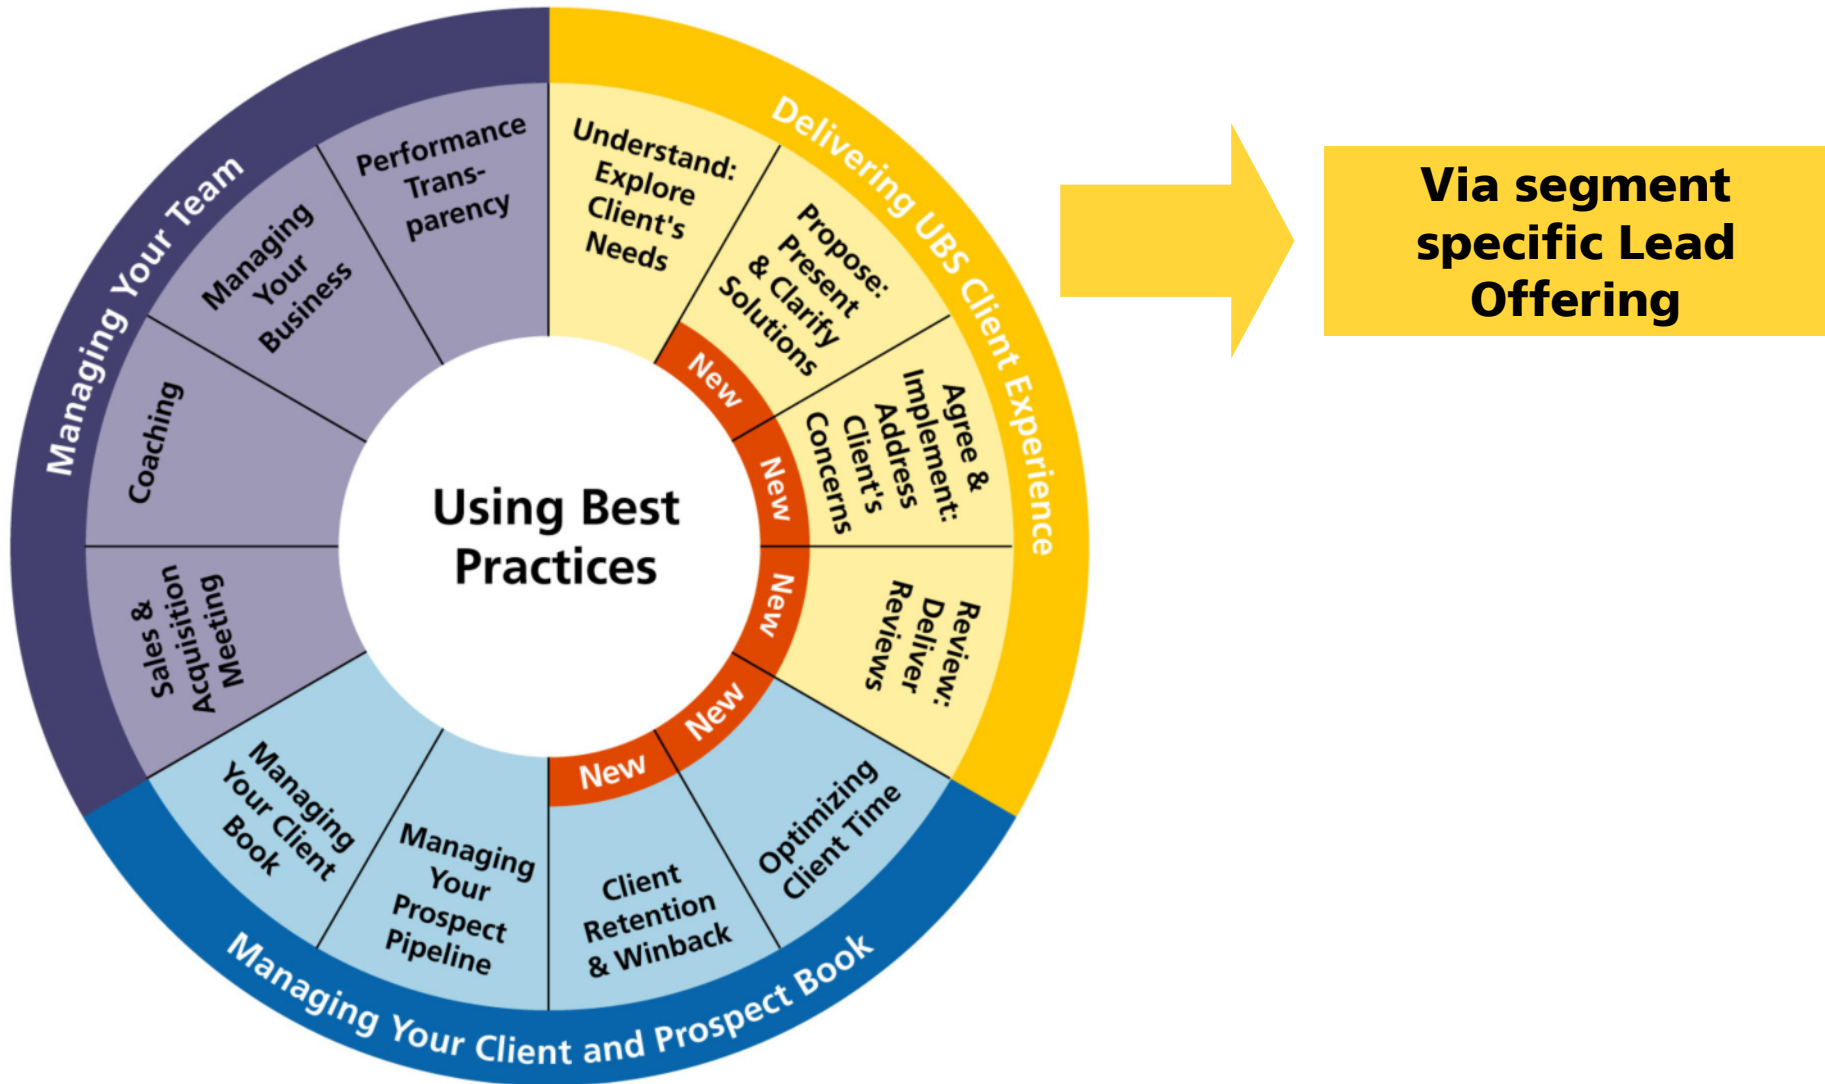 Delivering UBS Client Experience
Understand:
Explore
Client's
Needs
Propose:
Present
& Clarify
Solutions
New
Agree &
Implement:
Address
Client's
Concerns
New
Review:
Deliver
Reviews
New
Managing Your Client and Prospect Book
Optimizing
Client Time
New
Client
Retention
& Winback
New
Managing
Your
Prospect
Pipeline
Managing
Your Client
Book
Managing Your Team
Sales &
Acquisition
Meeting
Coaching
Managing
Your
Business
Performance
Trans-
parency
Using Best
Practices
Via segment
specific Lead
Offering